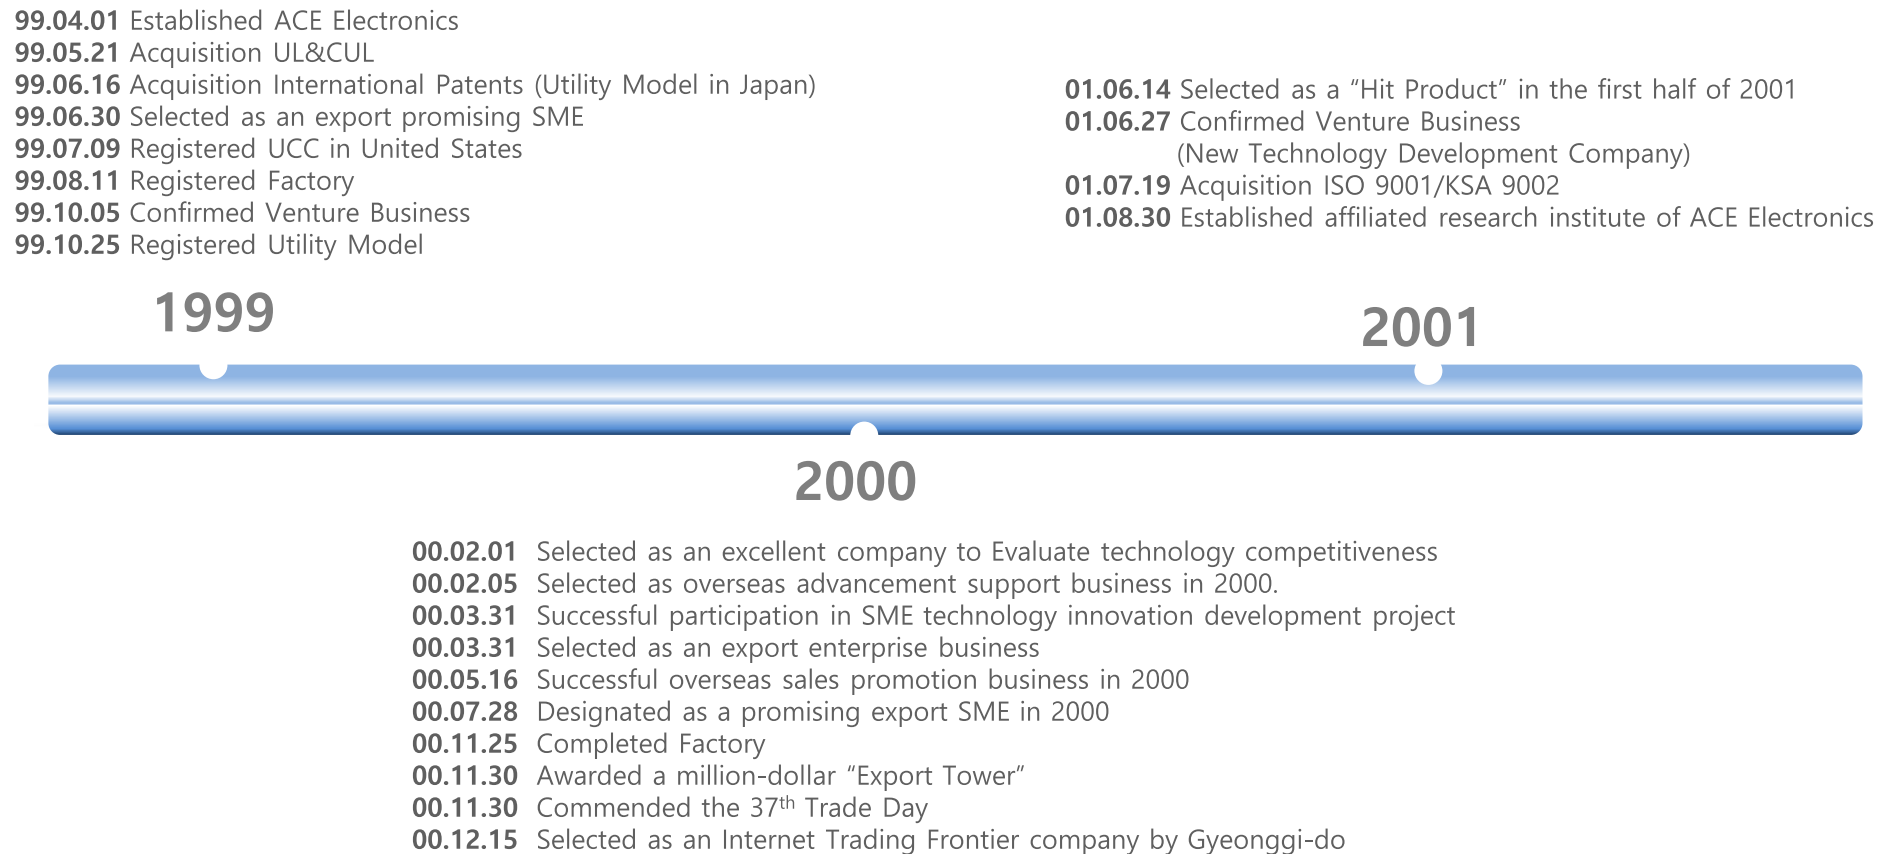 99.04.01 Established ACE Electronics
99.05.21 Acquisition UL&CUL
99.06.16 Acquisition International Patents (Utility Model in Japan)
99.06.30 Selected as an export promising SME
99.07.09 Registered UCC in United States
99.08.11 Registered Factory
99.10.05 Confirmed Venture Business
99.10.25 Registered Utility Model
1999
01.06.14 Selected as a “Hit Product” in the first half of 2001
01.06.27 Confirmed Venture Business
(New Technology Development Company)
01.07.19 Acquisition ISO 9001/KSA 9002
01.08.30 Established affiliated research institute of ACE Electronics
2001
2000
00.02.01 Selected as an excellent company to Evaluate technology competitiveness
00.02.05 Selected as overseas advancement support business in 2000.
00.03.31 Successful participation in SME technology innovation development project
00.03.31 Selected as an export enterprise business
00.05.16 Successful overseas sales promotion business in 2000
00.07.28 Designated as a promising export SME in 2000
00.11.25 Completed Factory
00.11.30 Awarded a million-dollar “Export Tower”
00.11.30 Commended the 37th Trade Day
00.12.15 Selected as an Internet Trading Frontier company by Gyeonggi-do